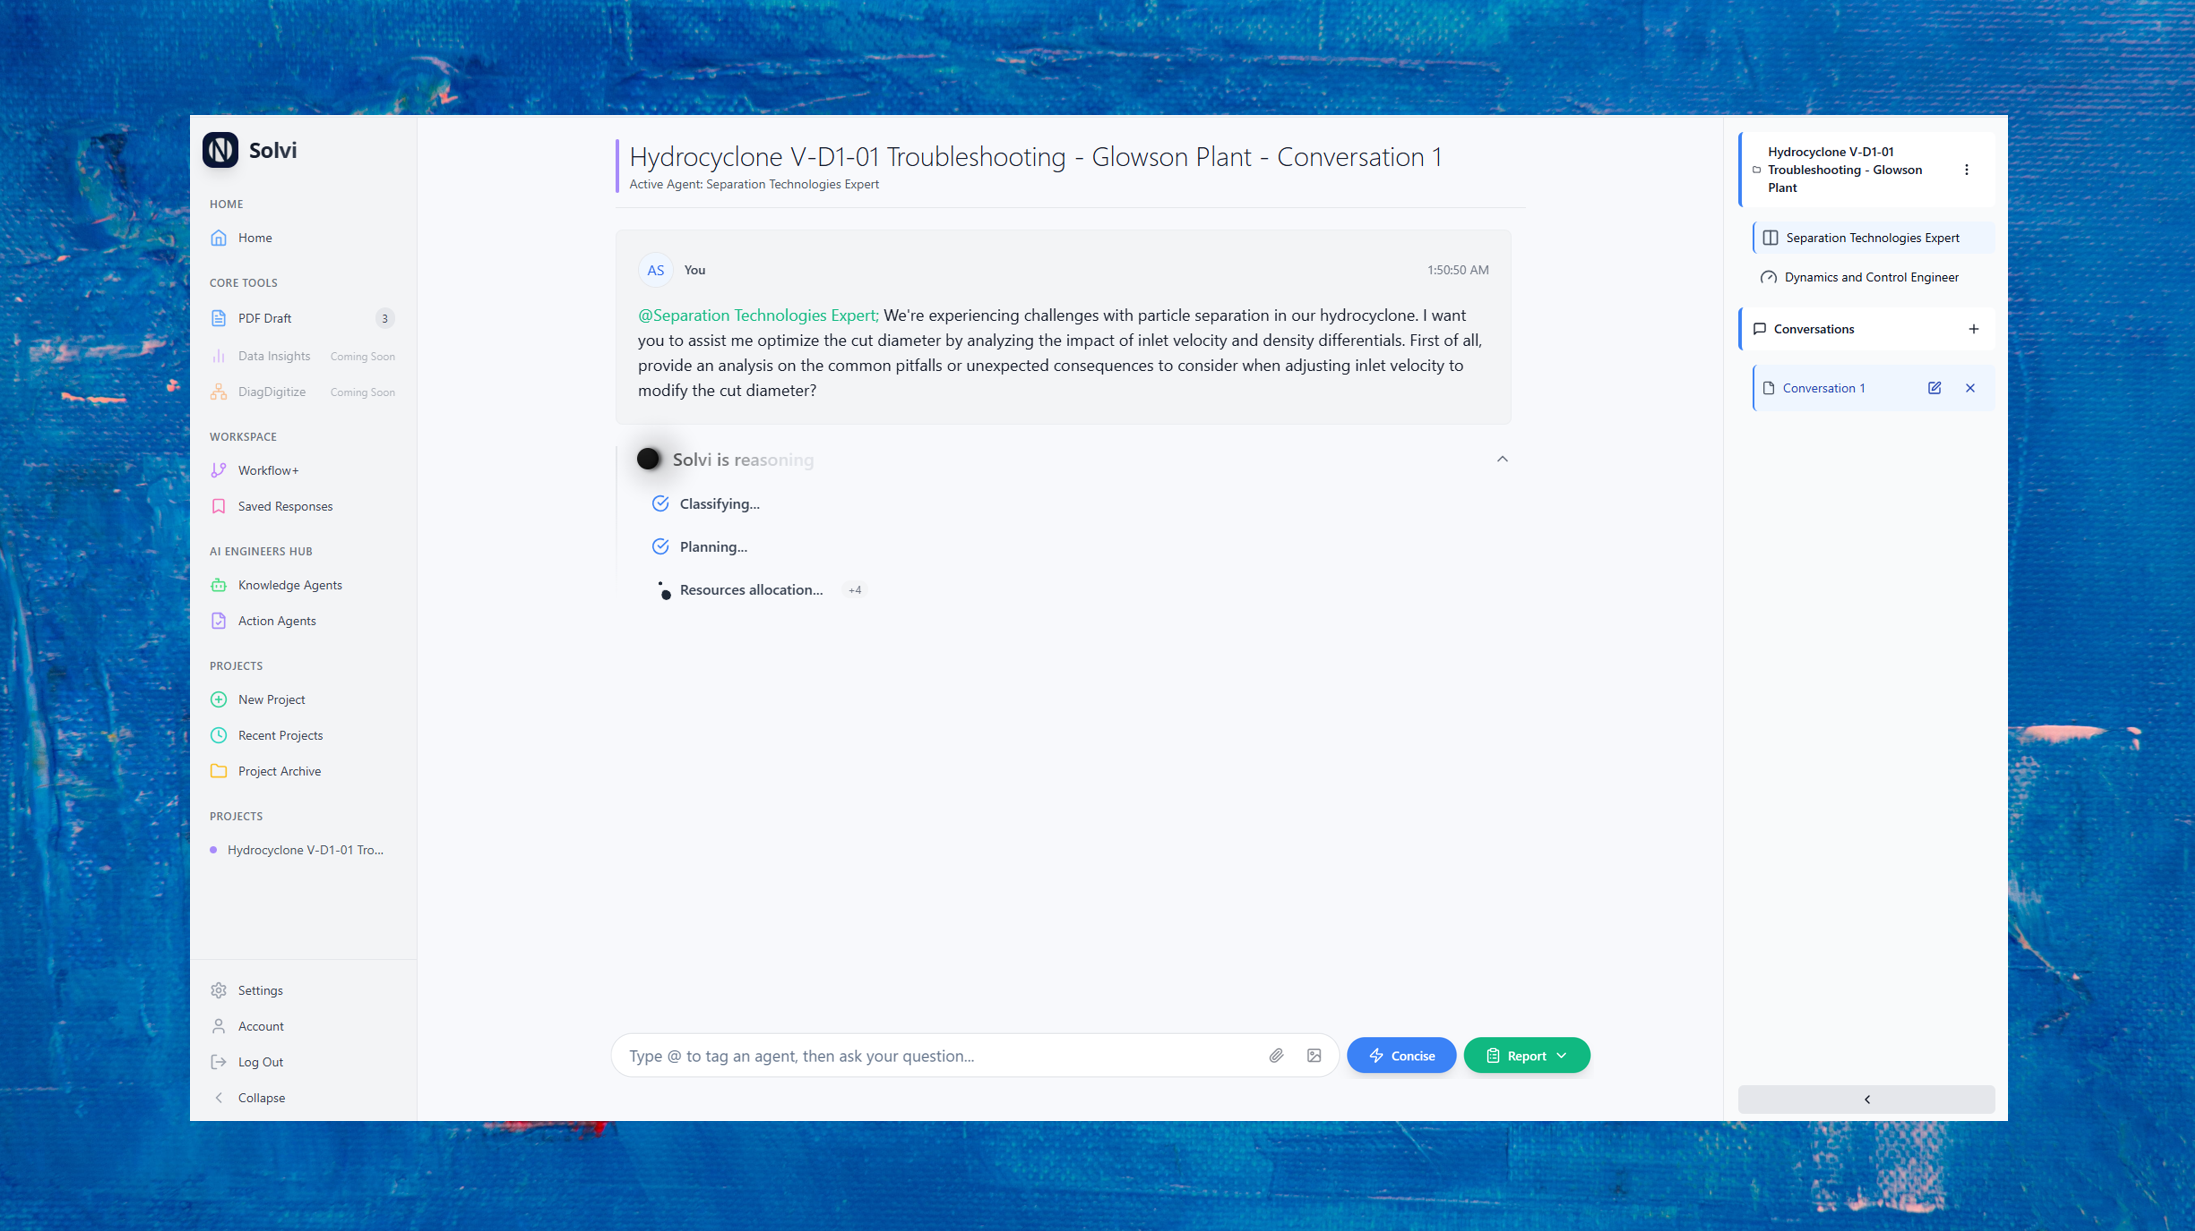 Solvi
HOME
Home
CORE TOOLS
PDF Draft 3
Data Insights Coming Soon
DiagDigitize Coming Soon
WORKSPACE
Workflow+
Saved Responses
AI ENGINEERS HUB
Knowledge Agents
Action Agents
PROJECTS
New Project
Recent Projects
Project Archive
PROJECTS
Hydrocyclone V-D1-01 Tro...
Settings
Account
Log Out
Collapse
Hydrocyclone V-D1-01 Troubleshooting - Glowson Plant - Conversation 1
Active Agent: Separation Technologies Expert
AS You 1:50:50 AM
@Separation Technologies Expert; We're experiencing challenges with particle separation in our hydrocyclone. I want
you to assist me optimize the cut diameter by analyzing the impact of inlet velocity and density differentials. First of all,
provide an analysis on the common pitfalls or unexpected consequences to consider when adjusting inlet velocity to
modify the cut diameter?
Solvi is reasoning
Classifying...
Planning...
Resources allocation... +4
Type @ to tag an agent, then ask your question...
Concise
Report
Hydrocyclone V-D1-01
Troubleshooting - Glowson
Plant
Separation Technologies Expert
Dynamics and Control Engineer
Conversations
Conversation 1